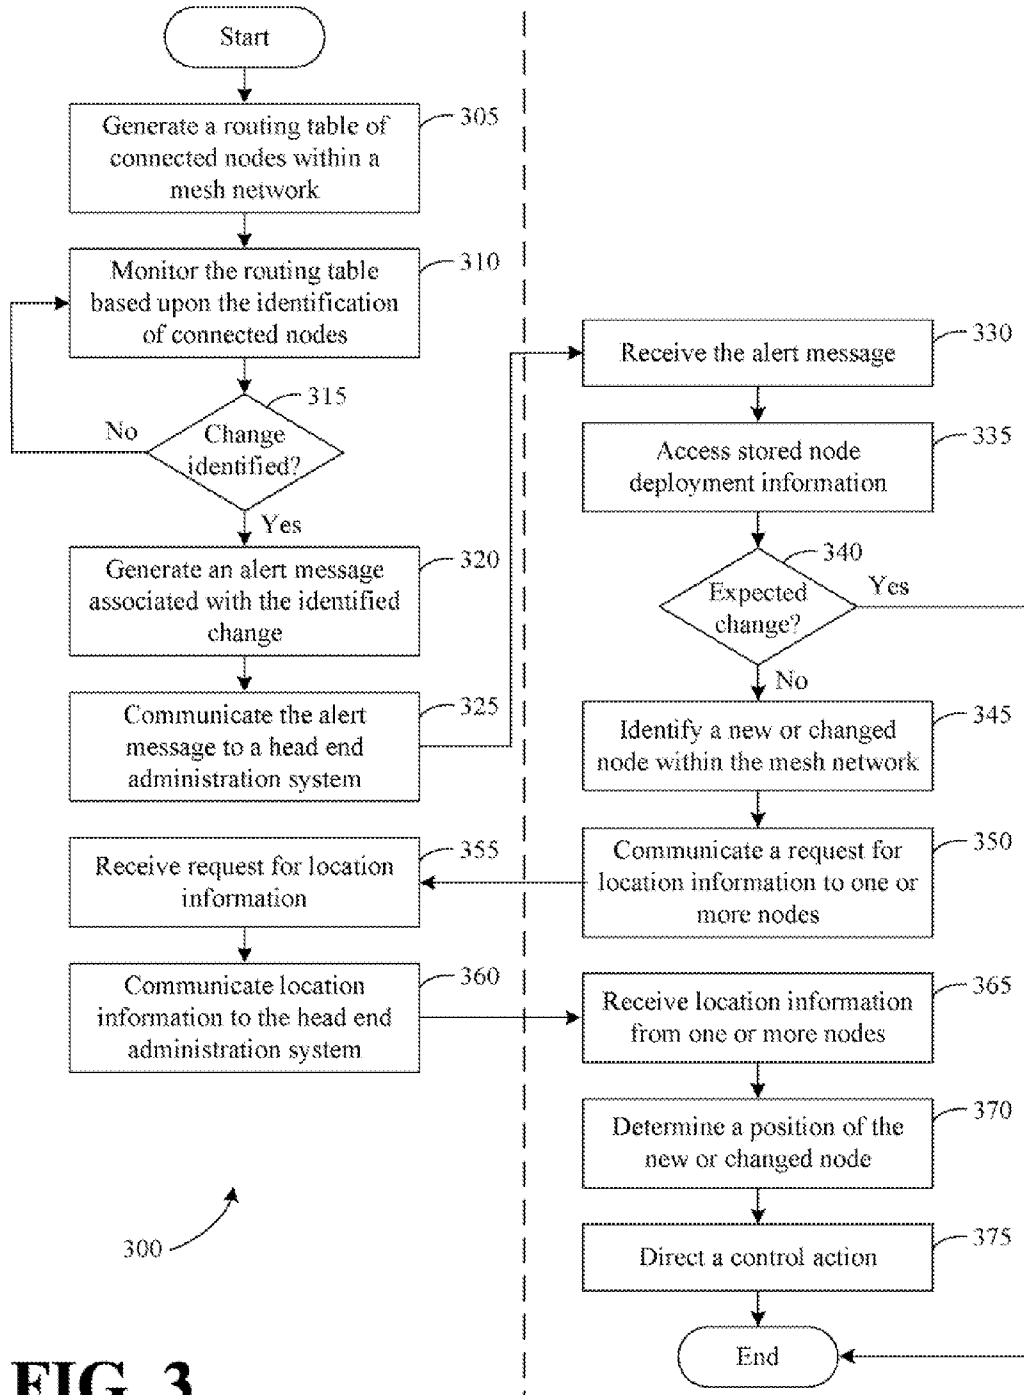 Start
305
Generate a routing table of
connected nodes within a
mesh network
310
Monitor the routing table
based upon the identification
of connected nodes
315
No
Change
identified?
Yes
320
Generate an alert message
associated with the identified
change
325
Communicate the alert
message to a head end
administration system
330
Receive the alert message
335
Access stored node
deployment information
340
Expected
change?
Yes
No
345
Identify a new or changed
node within the mesh network
350
Communicate a request for
location information to one or
more nodes
355
Receive request for location
information
360
Communicate location
information to the head end
administration system
365
Receive location information
from one or more nodes
370
Determine a position of the
new or changed node
375
Direct a control action
End
300
FIG. 3